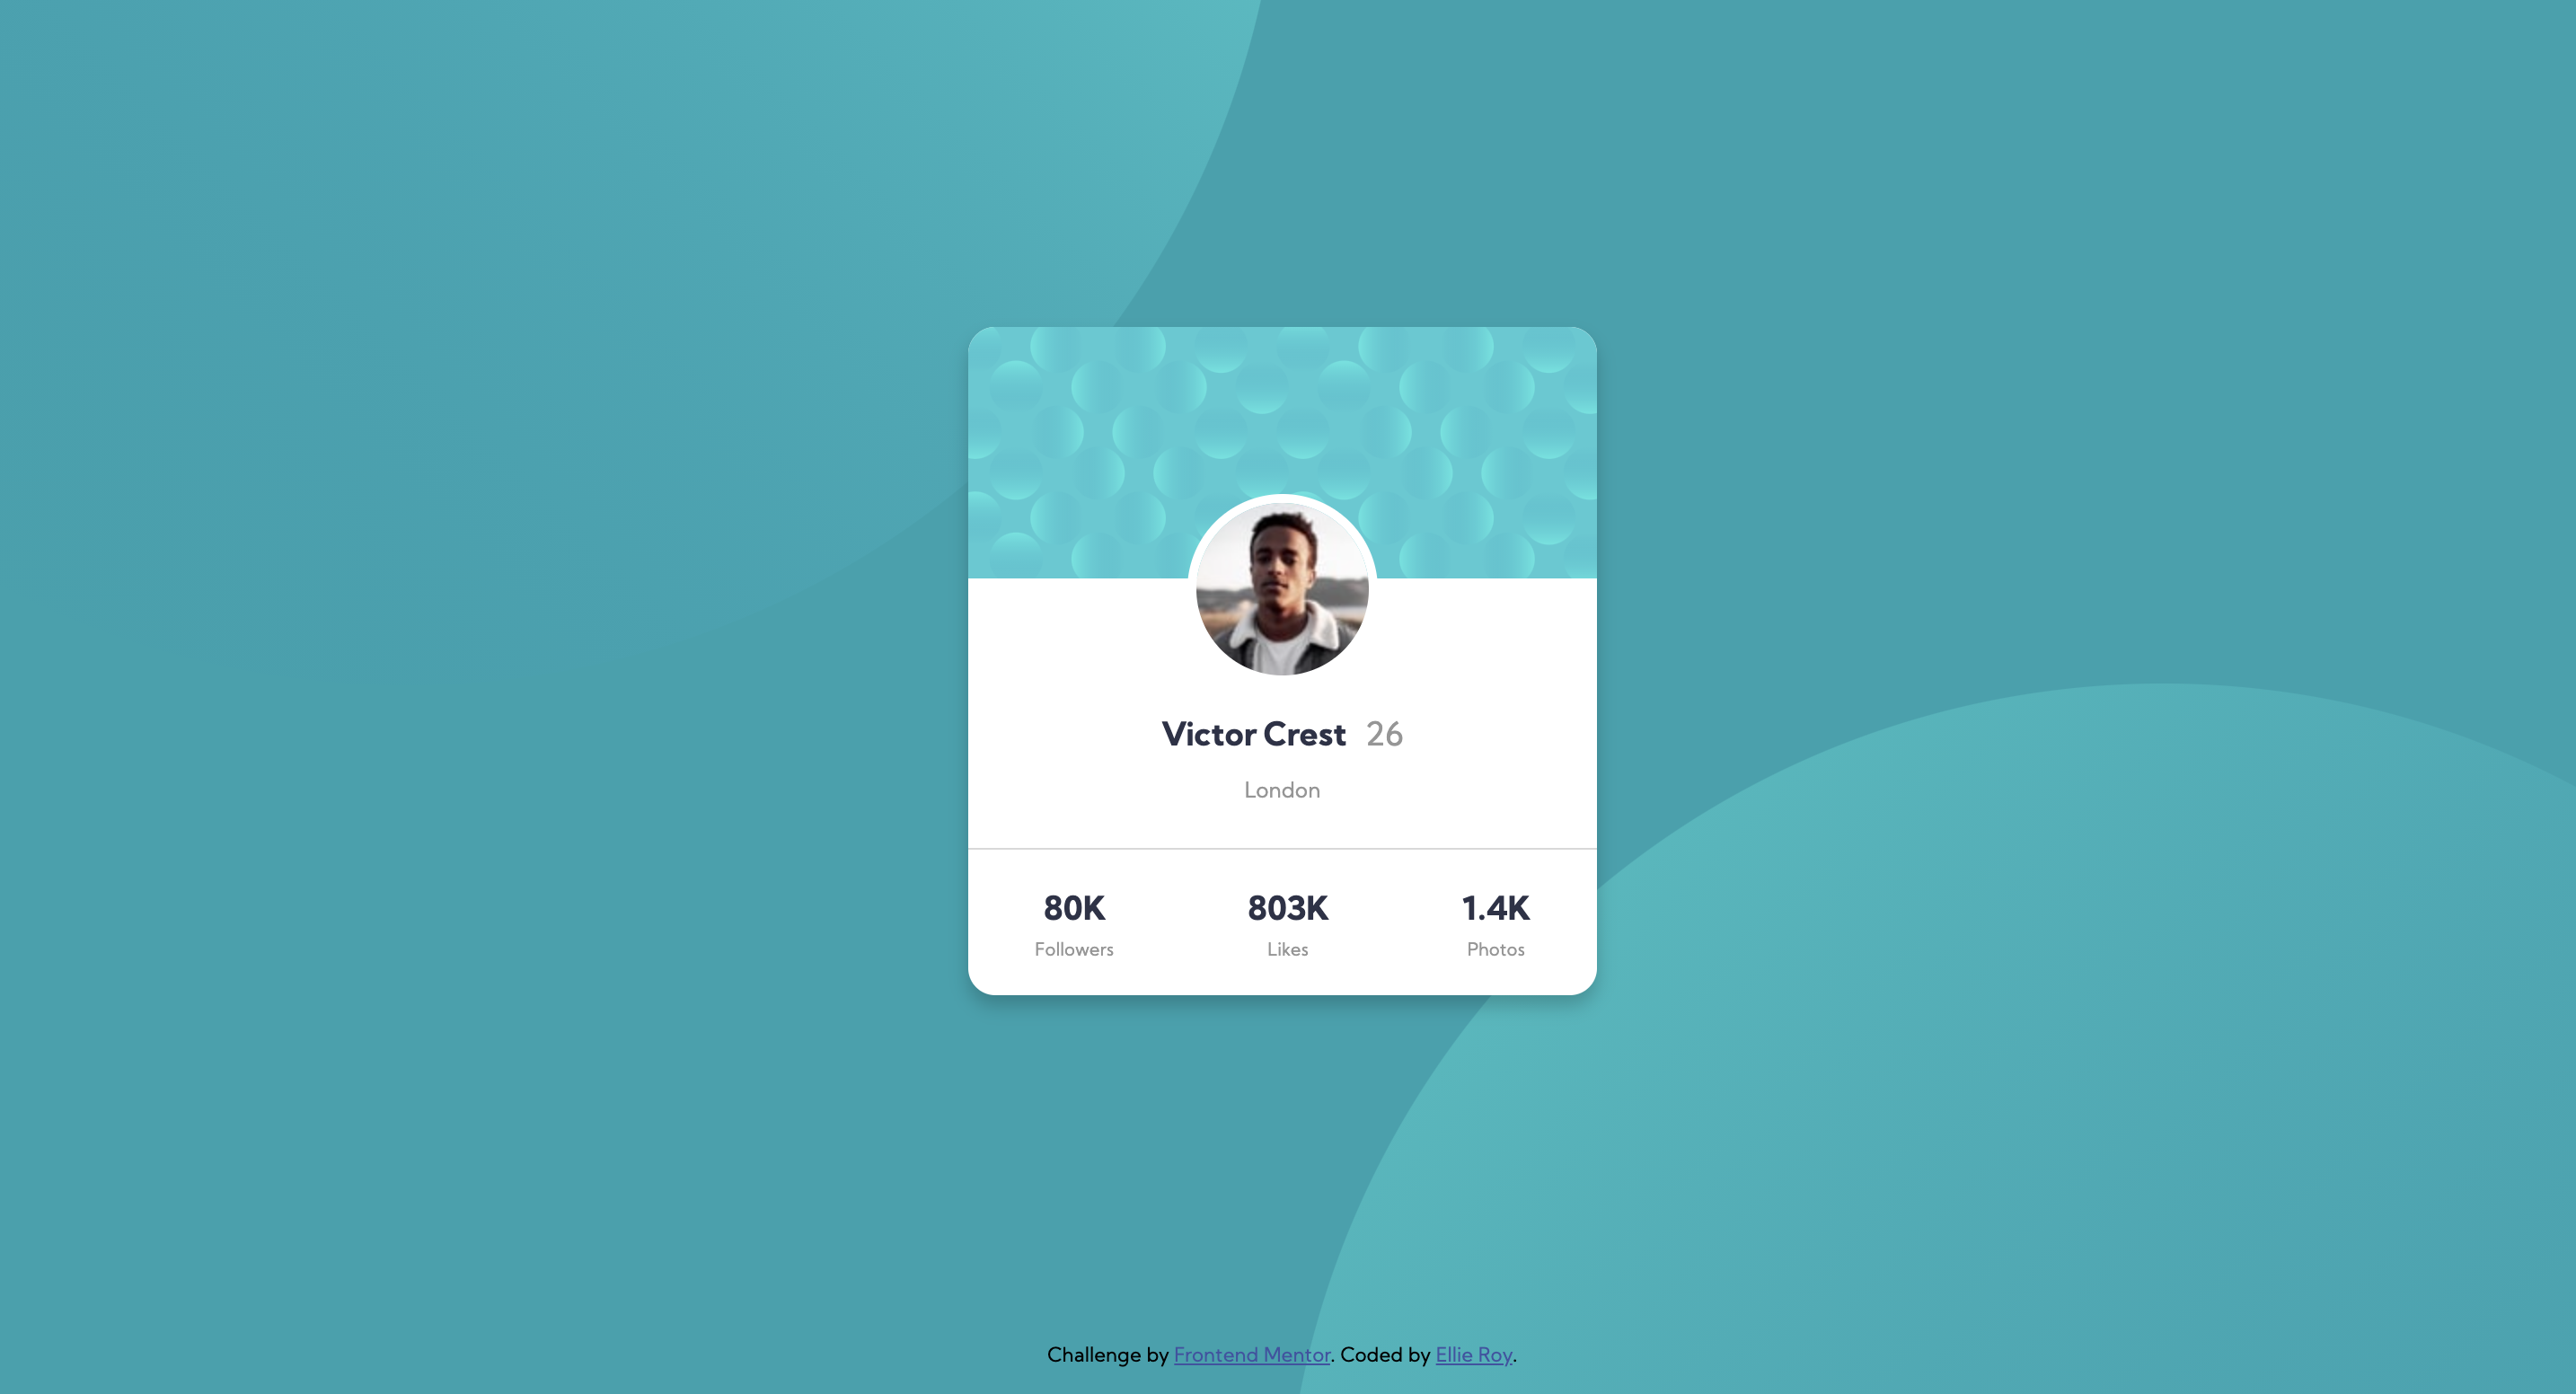 Victor Crest 26
London
80K 803K 1.4K
Followers Likes Photos
Challenge by Frontend Mentor. Coded by Ellie Roy.